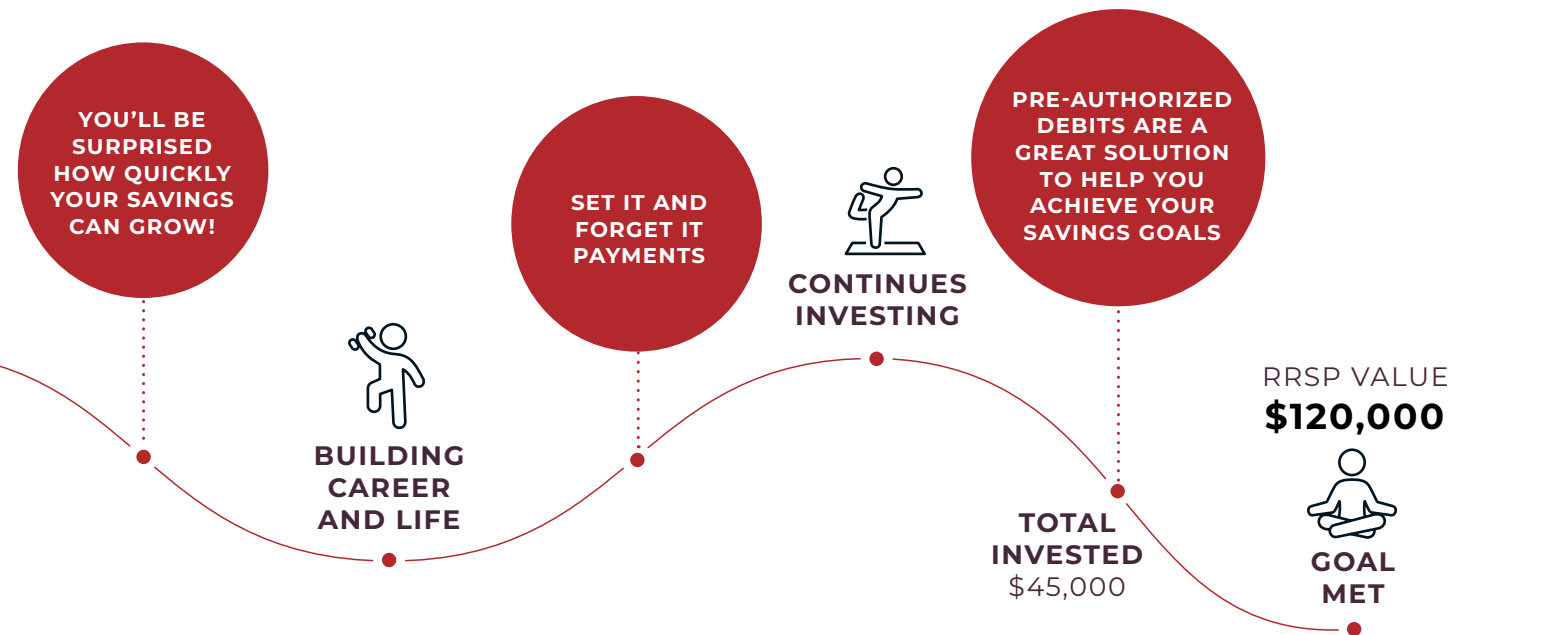 YOU'LL BE
SURPRISED
HOW QUICKLY
YOUR SAVINGS
CAN GROW!
BUILDING
CAREER
AND LIFE
SET IT AND
FORGET IT
PAYMENTS
CONTINUES
INVESTING
PRE-AUTHORIZED
DEBITS ARE A
GREAT SOLUTION
TO HELP YOU
ACHIEVE YOUR
SAVINGS GOALS
TOTAL
INVESTED
$45,000
RRSP VALUE
$120,000
GOAL
MET